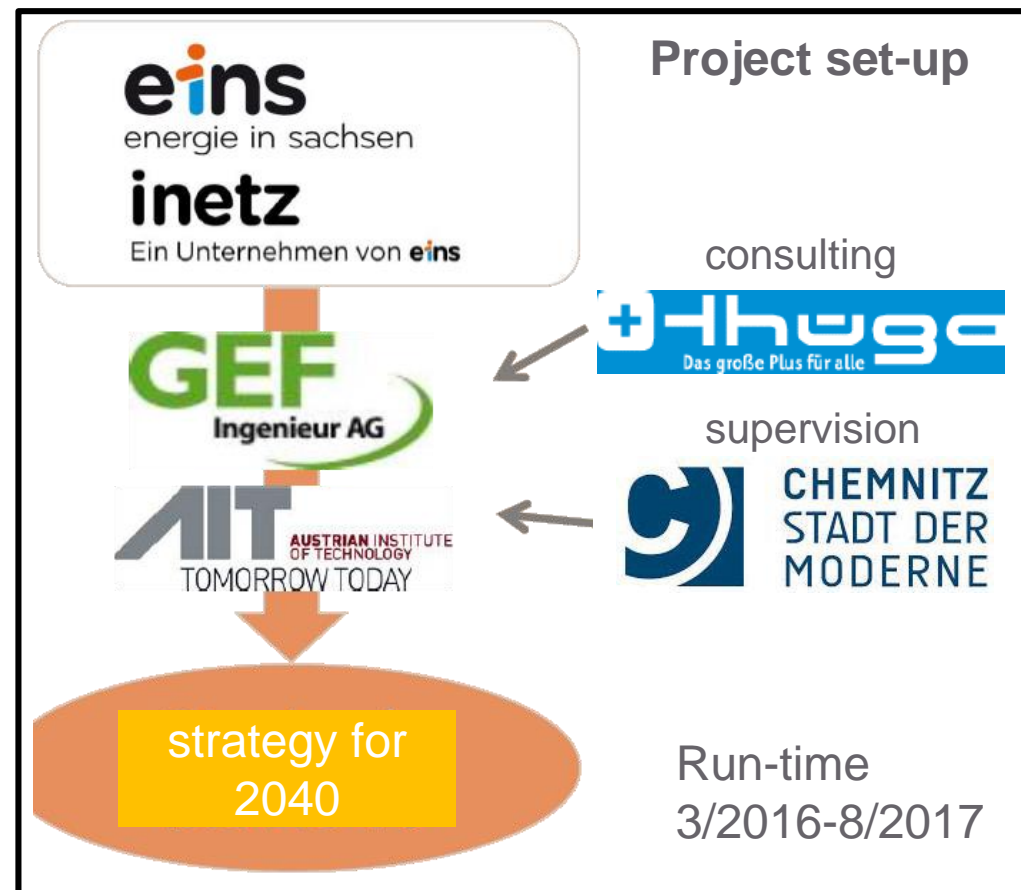 Project set-up
eins
energie in sachsen
inetz
Ein Unternehmen von eins
consulting
Thüga
Das große Plus für alle
GEF
Ingenieur AG
supervision
CHEMNITZ
STADT DER
MODERNE
AIT
AUSTRIAN INSTITUTE
OF TECHNOLOGY
TOMORROW TODAY
strategy for
2040
Run-time
3/2016-8/2017